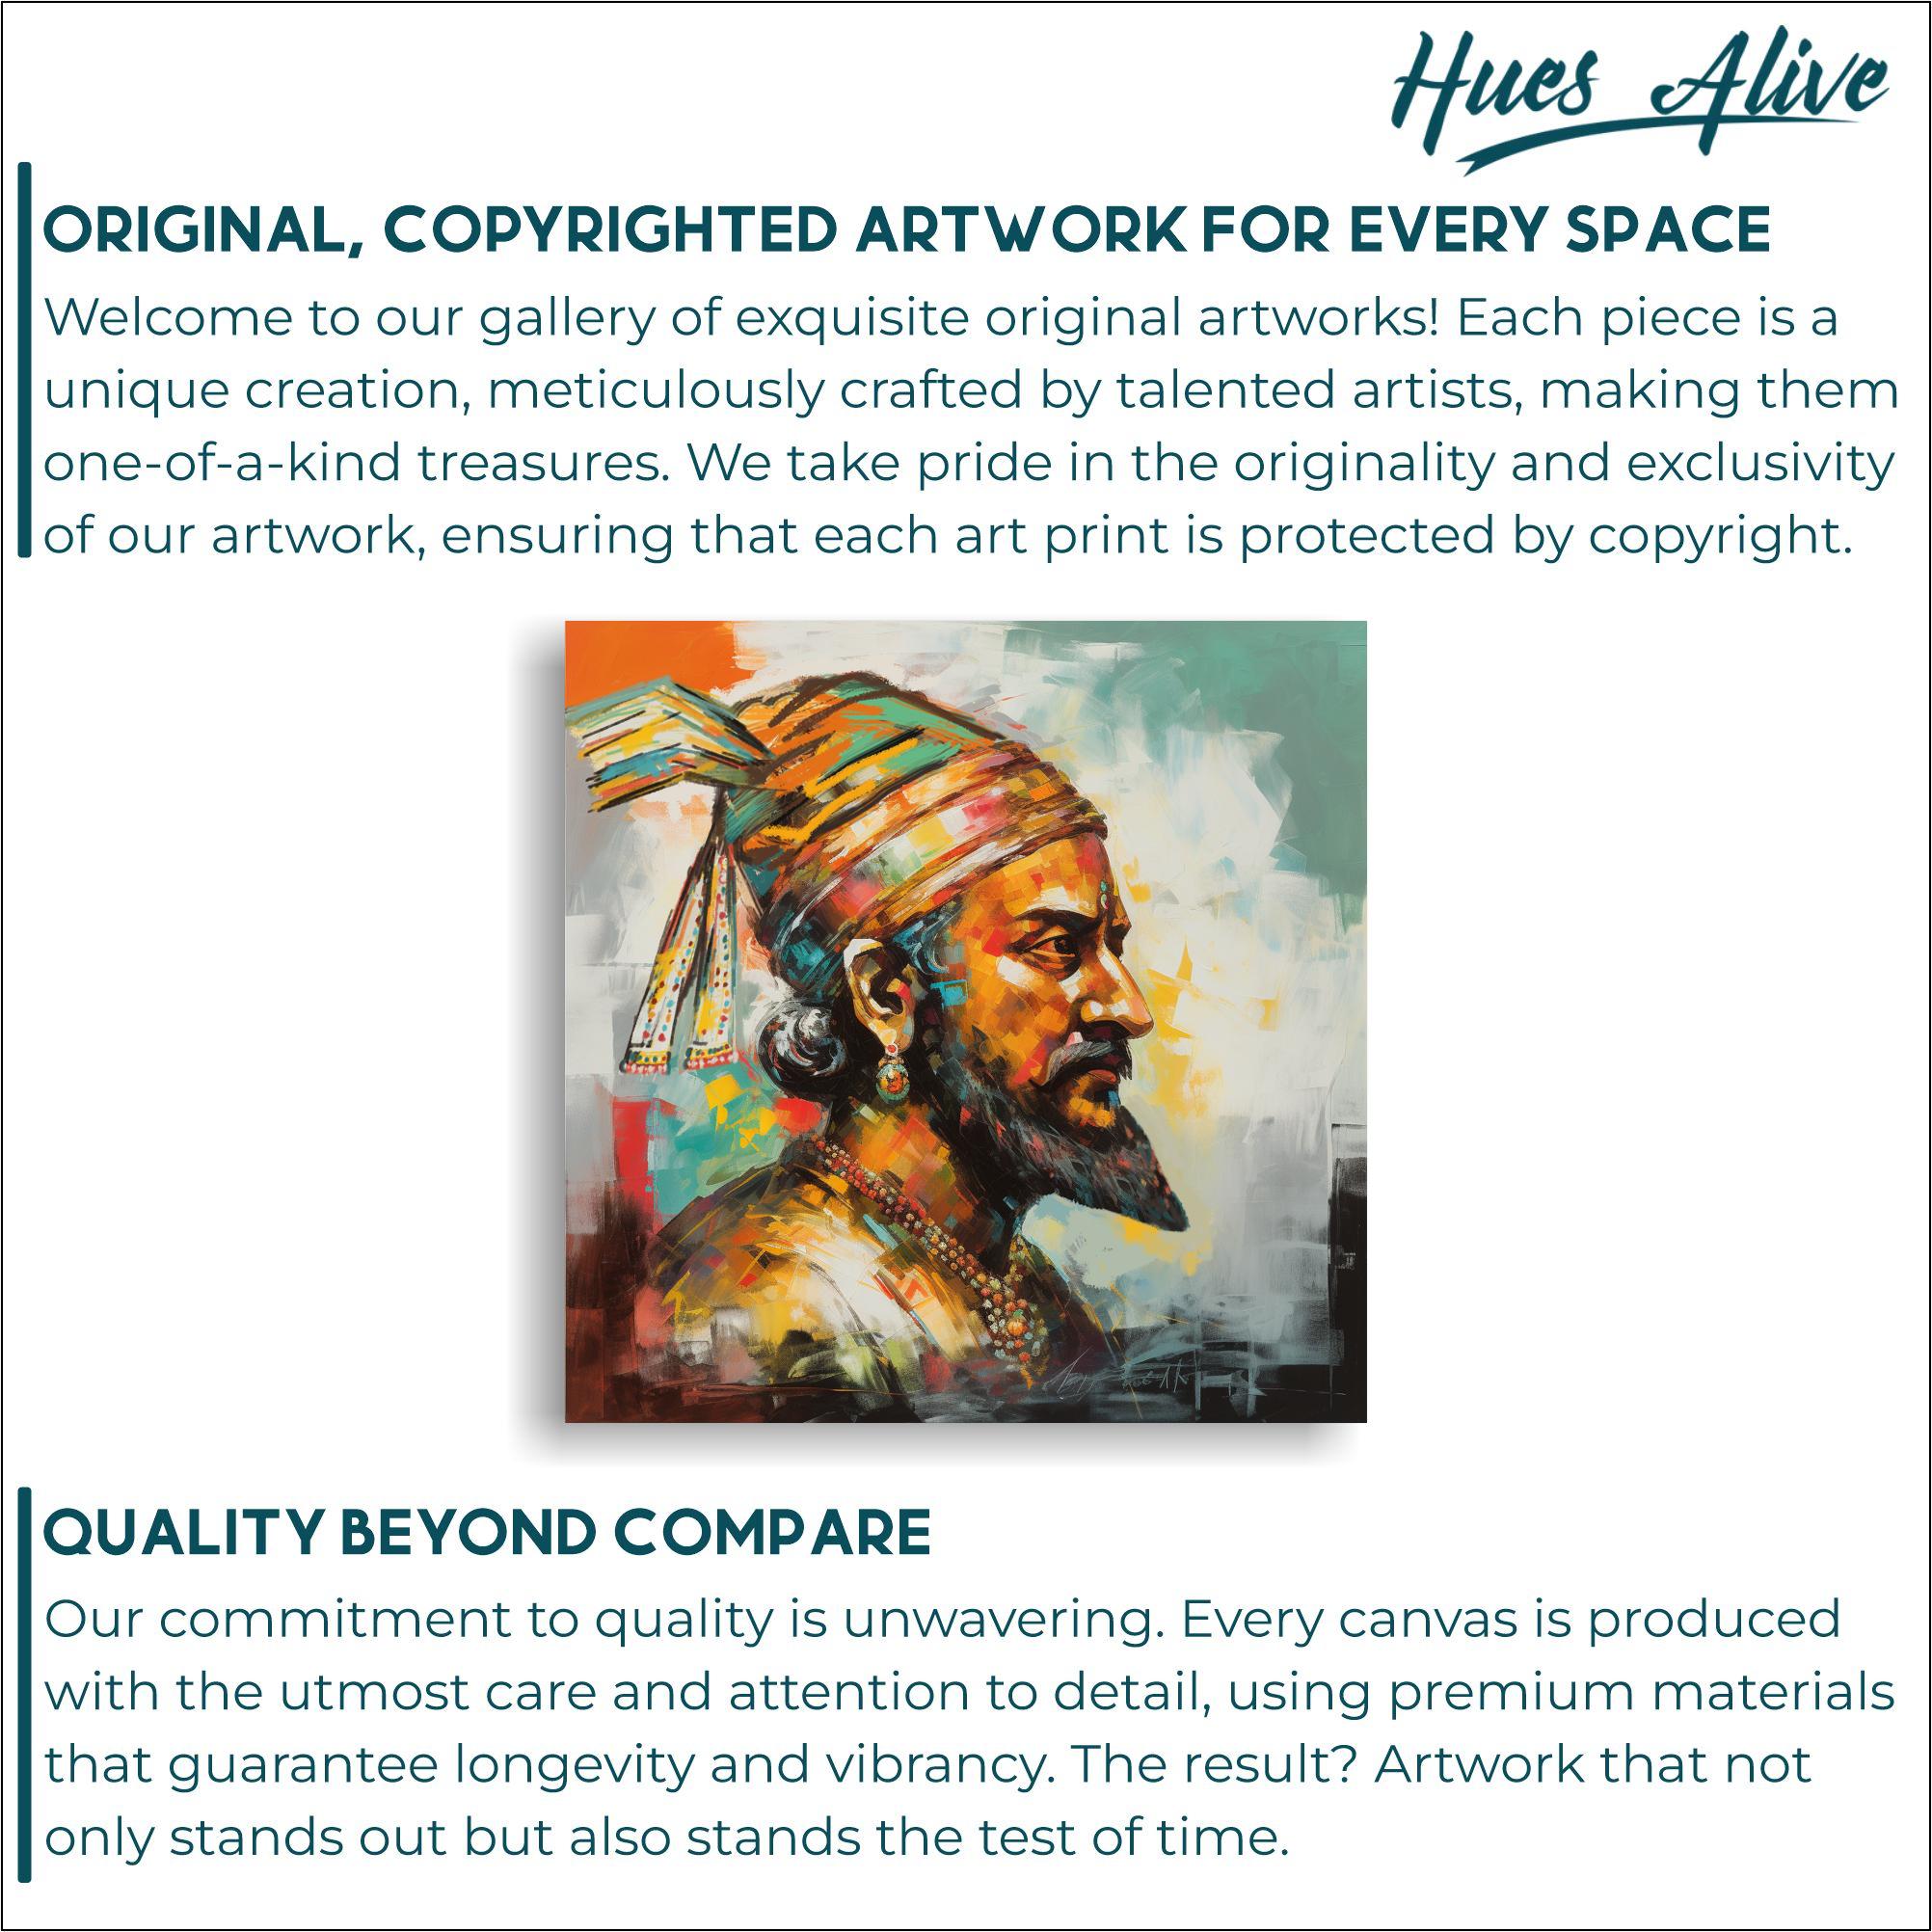 Hues Alive
ORIGINAL, COPYRIGHTED ARTWORK FOR EVERY SPACE
Welcome to our gallery of exquisite original artworks! Each piece is a
unique creation, meticulously crafted by talented artists, making them
one-of-a-kind treasures. We take pride in the originality and exclusivity
of our artwork, ensuring that each art print is protected by copyright.
QUALITY BEYOND COMPARE
Our commitment to quality is unwavering. Every canvas is produced
with the utmost care and attention to detail, using premium materials
that guarantee longevity and vibrancy. The result? Artwork that not
only stands out but also stands the test of time.